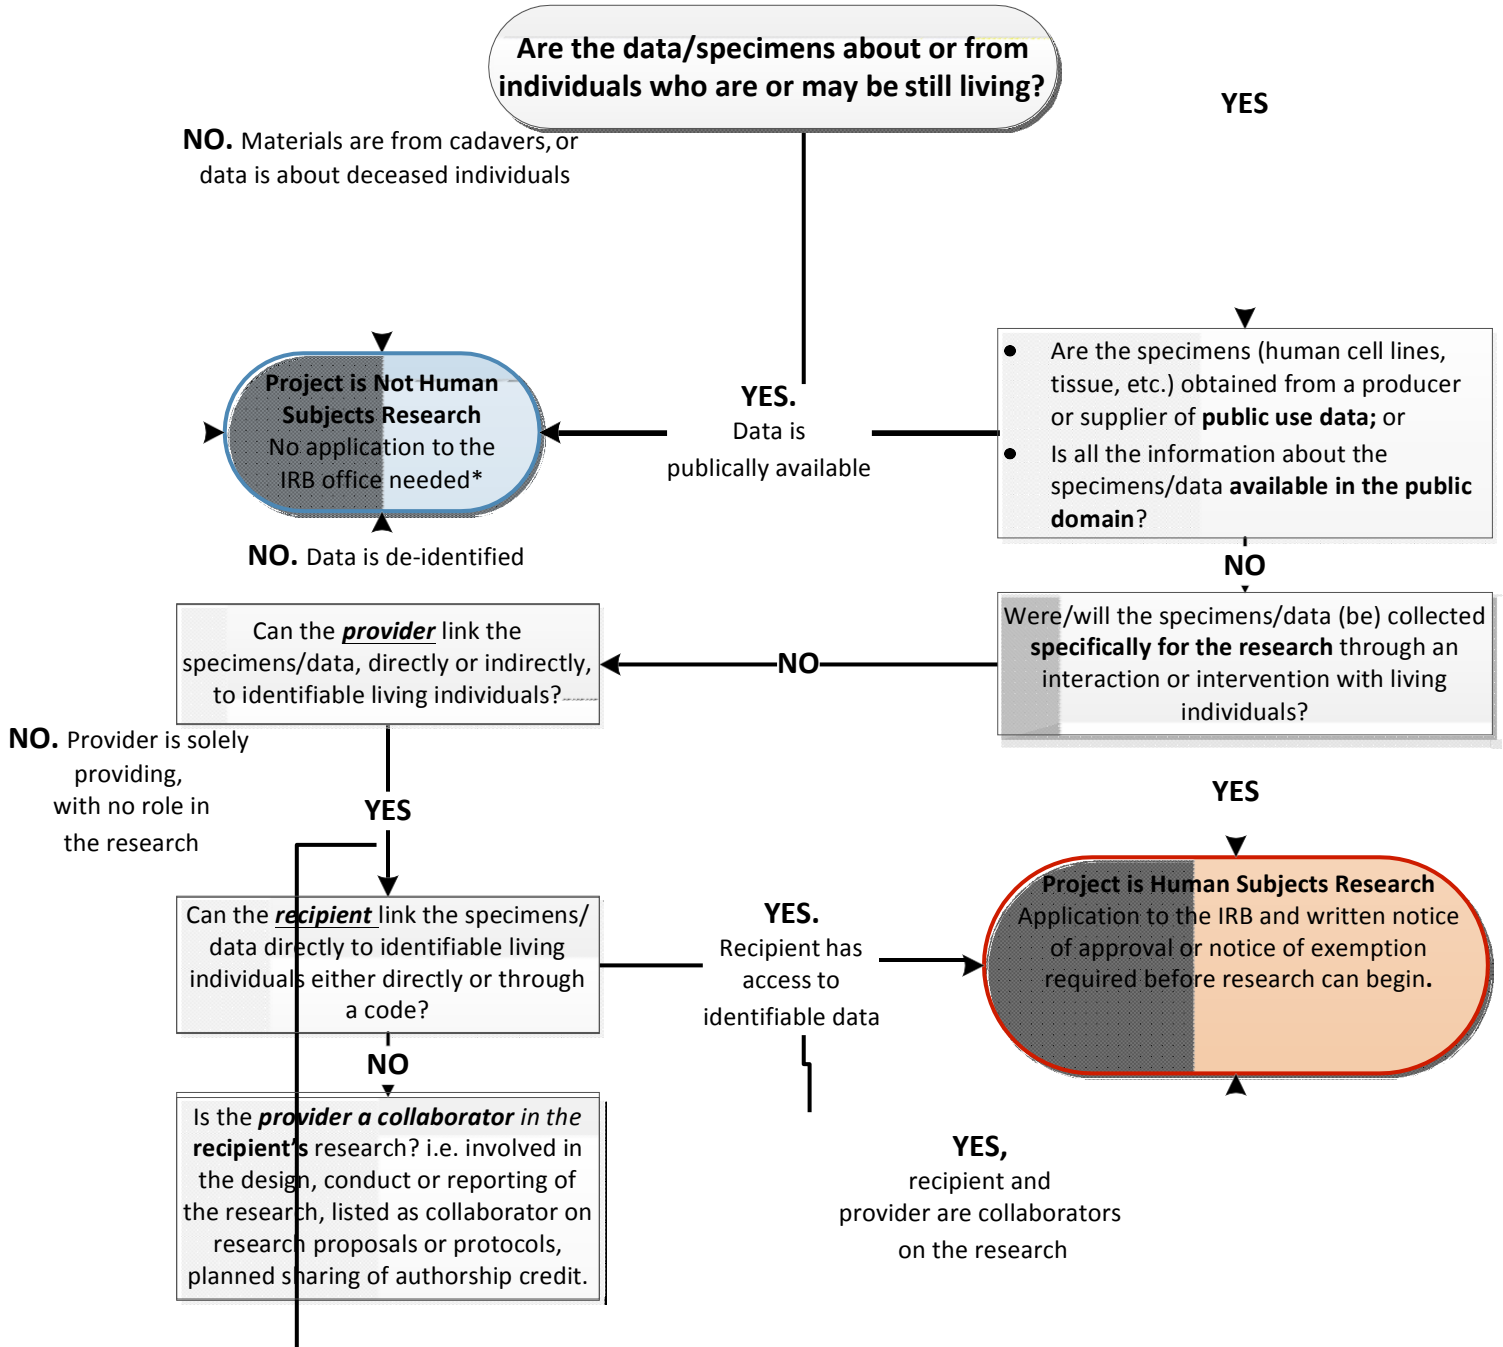 Are the data/specimens about or from
individuals who are or may be still living?
YES
NO. Materials are from cadavers, or
data is about deceased individuals
Project is Not Human
Subjects Research
No application to the
IRB office needed*
YES.
Data is
publically available
● Are the specimens (human cell lines,
tissue, etc.) obtained from a producer
or supplier of public use data; or
● Is all the information about the
specimens/data available in the public
domain?
NO. Data is de-identified
NO
Can the provider link the
specimens/data, directly or indirectly,
to identifiable living individuals?
NO
Were/will the specimens/data (be) collected
specifically for the research through an
interaction or intervention with living
individuals?
NO. Provider is solely
providing,
with no role in
the research
YES
YES
Can the recipient link the specimens/
data directly to identifiable living
individuals either directly or through
a code?
YES.
Recipient has
access to
identifiable data
Project is Human Subjects Research
Application to the IRB and written notice
of approval or notice of exemption
required before research can begin.
NO
Is the provider a collaborator in the
recipient's research? i.e. involved in
the design, conduct or reporting of
the research, listed as collaborator on
research proposals or protocols,
planned sharing of authorship credit.
YES,
recipient and
provider are collaborators
on the research